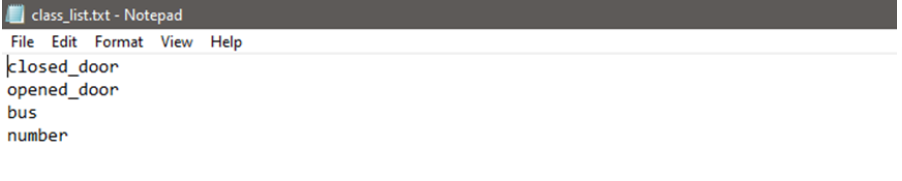 class_list.txt - Notepad
File Edit Format View Help
closed_door
opened_door
bus
number